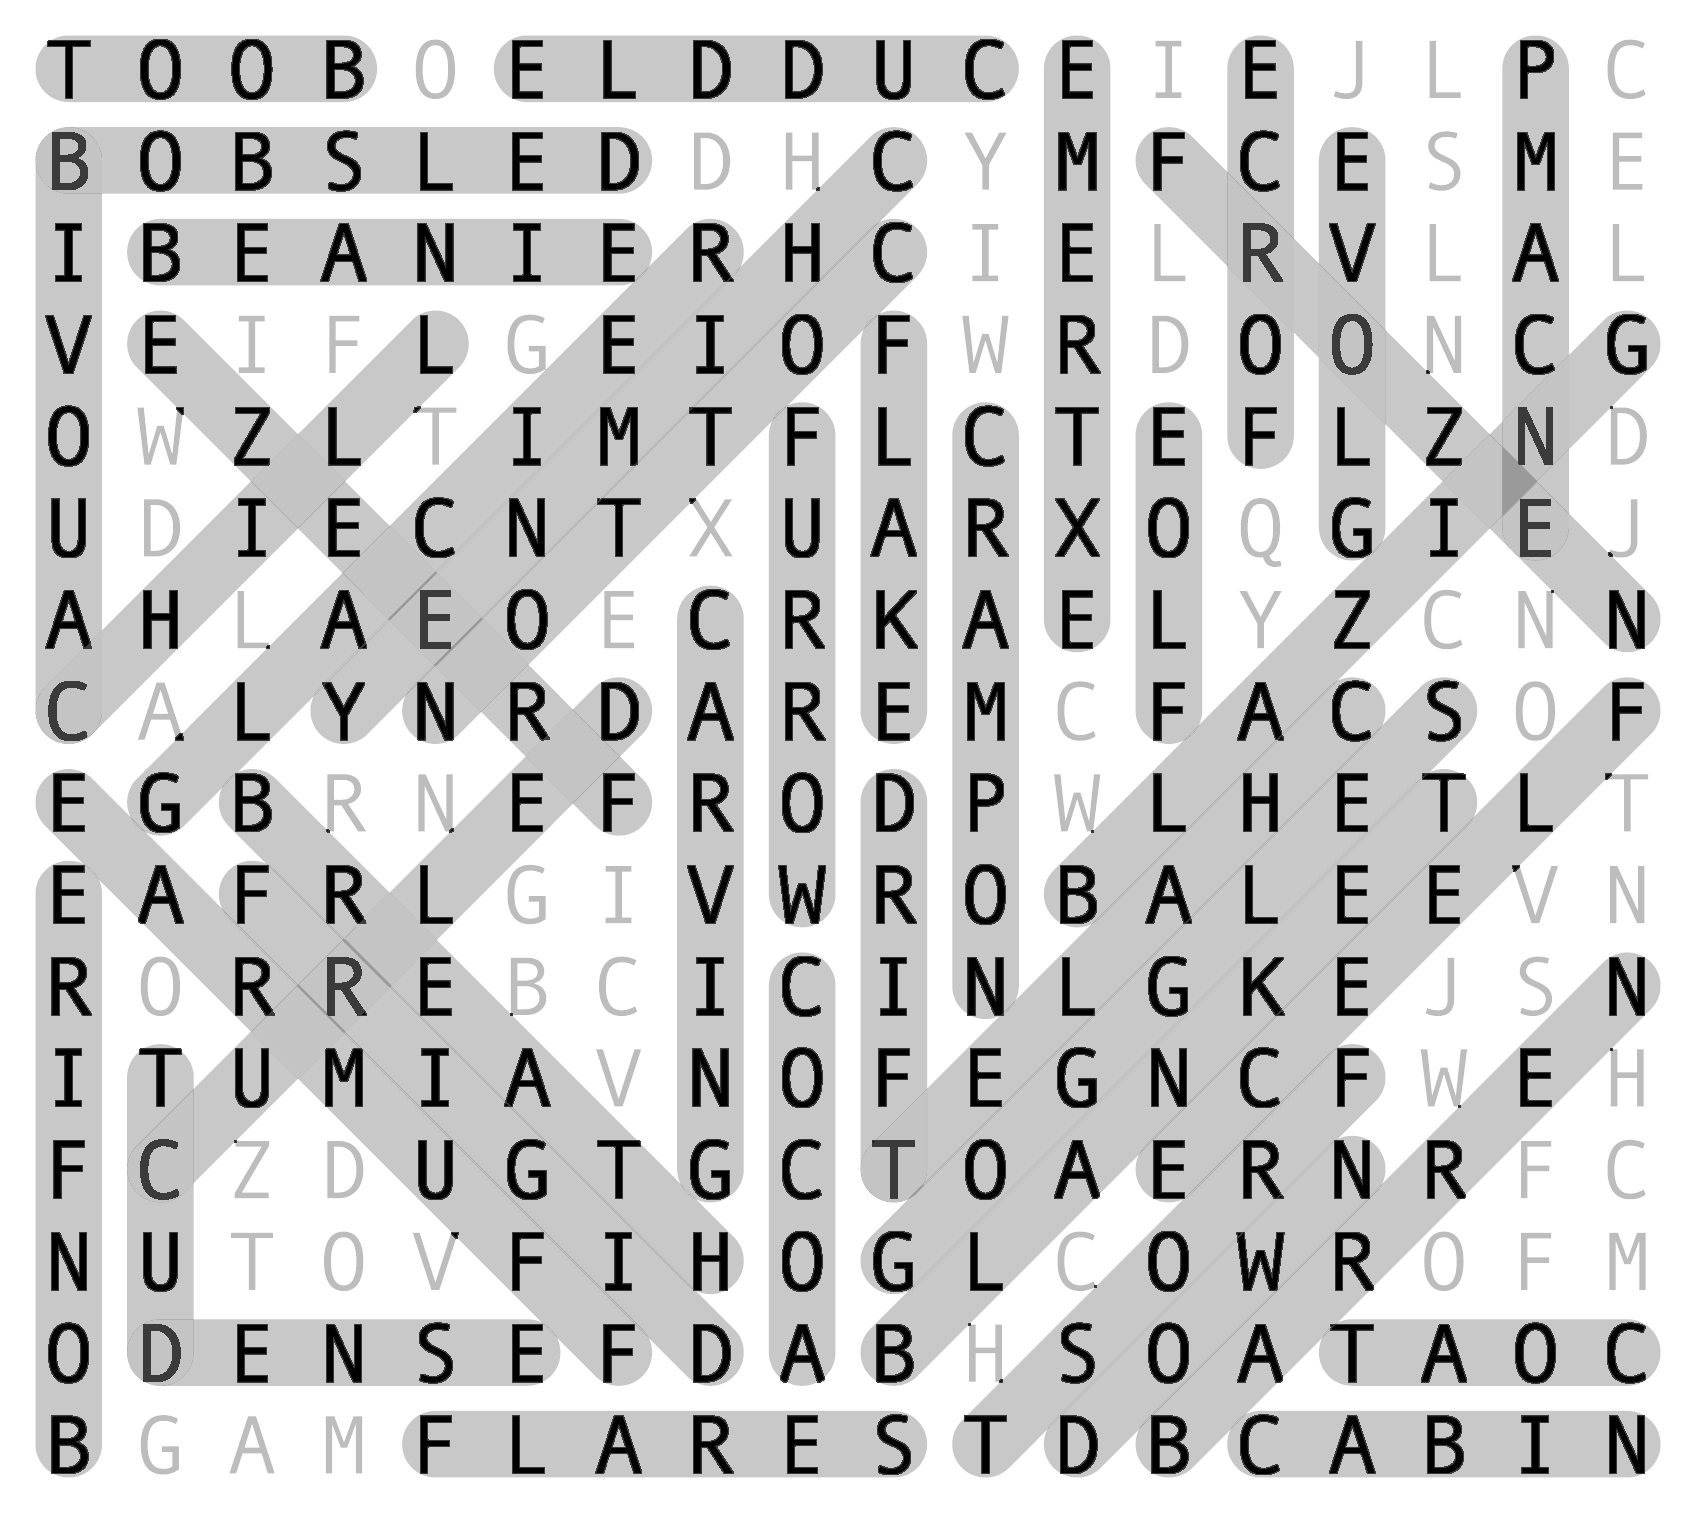 T O O B O E L D D U C E I E J L P C
B O B S L E D D H C Y M F C E S M E
I B E A N I E R H C I E L R V L A L
V E I F L G E I O F W R D O O N C G
O W Z L T I M T F L C T E F L Z N D
U D I E C N T X U A R X O Q G I E J
A H L A E O E C R K A E L Y Z C N N
C A L Y N R D A R E M C F A C S O F
E G B R N E F R O D P W L H E T L T
E A F R L G I V W R O B A L E E V N
R O R R E B C I C I N L G K E J S N
I T U M I A V N O F E G N C F W E H
F C Z D U G T G C T O A E R N R F C
N U T O V F I H O G L C O W R O F M
O D E N S E F D A B H S O A T A O C
B G A M F L A R E S T D B C A B I N